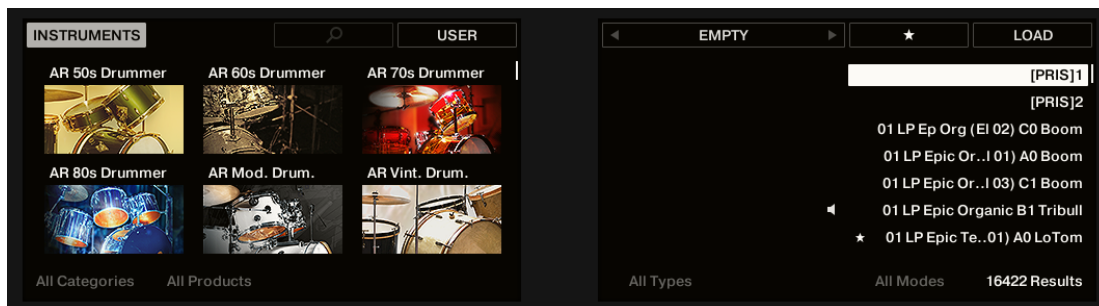 INSTRUMENTS USER
AR 50s Drummer AR 60s Drummer AR 70s Drummer
AR 80s Drummer AR Mod. Drum. AR Vint. Drum.
All Categories All Products
EMPTY ★ LOAD
[PRIS]1
[PRIS]2
01 LP Ep Org (El 02) C0 Boom
01 LP Epic Or..l 01) A0 Boom
01 LP Epic Or..l 03) C1 Boom
01 LP Epic Organic B1 Tribull
★ 01 LP Epic Te..01) A0 LoTom
All Types All Modes 16422 Results